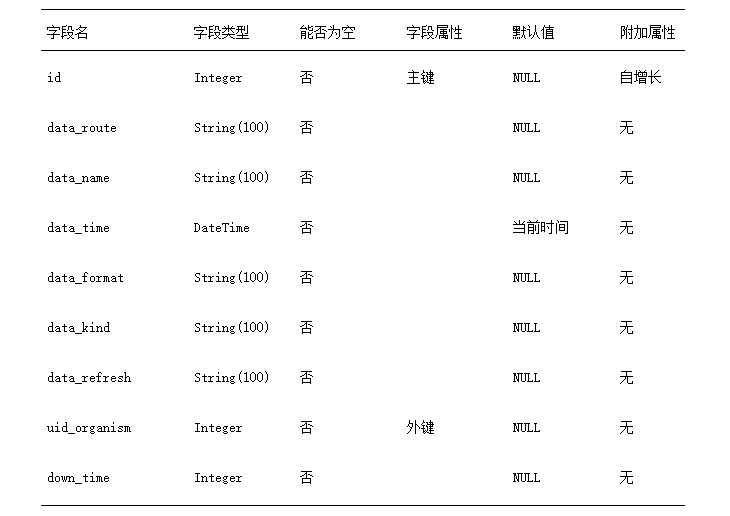 字段名 字段类型 能否为空 字段属性 默认值 附加属性
id Integer 否 主键 NULL 自增长
data_route String(100) 否 NULL 无
data_name String(100) 否 NULL 无
data_time DateTime 否 当前时间 无
data_format String(100) 否 NULL 无
data_kind String(100) 否 NULL 无
data_refresh String(100) 否 NULL 无
uid_organism Integer 否 外键 NULL 无
down_time Integer 否 NULL 无